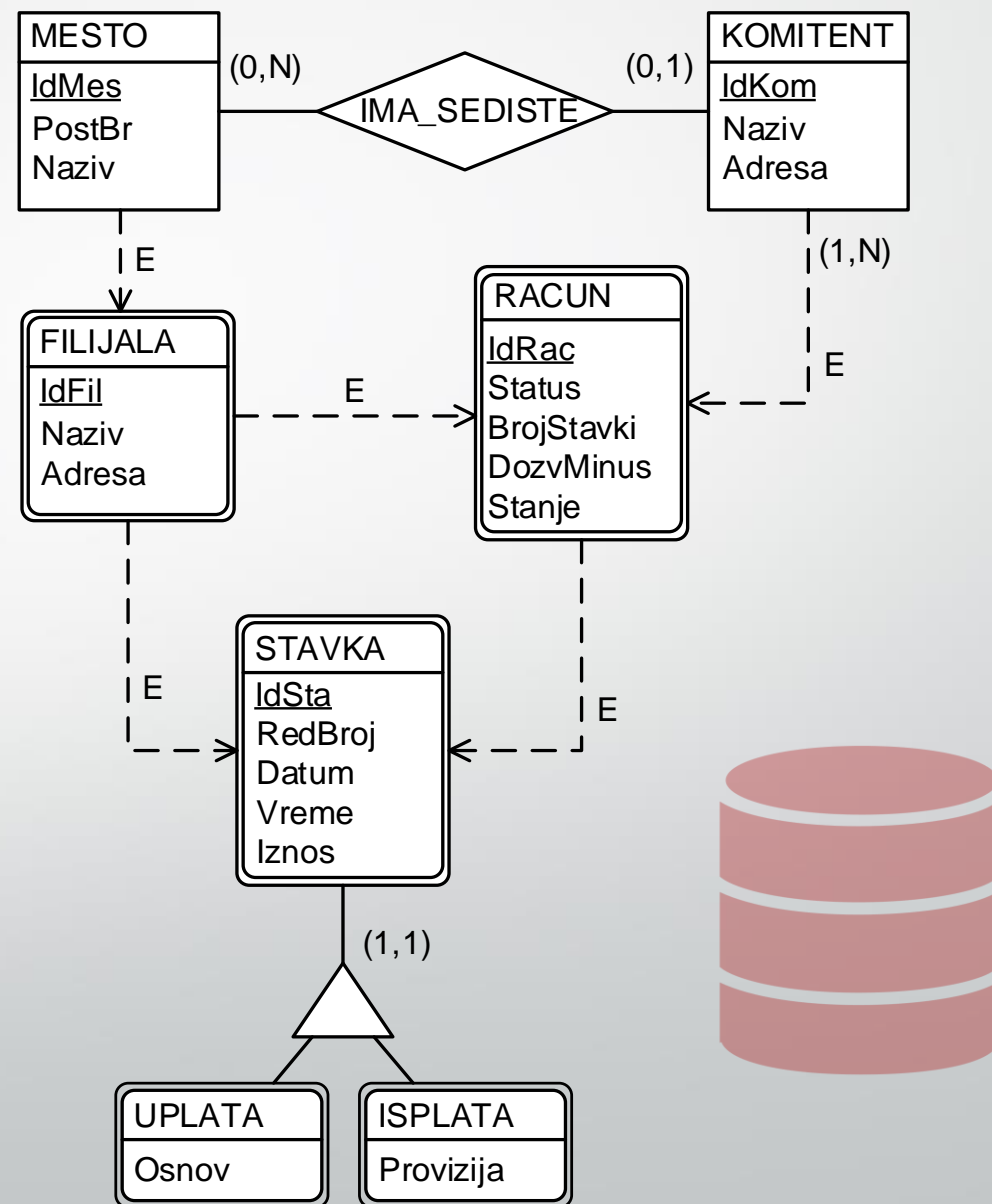 MESTO
IdMes
PostBr
Naziv
(0,N)
IMA_SEDISTE
(0,1)
KOMITENT
IdKom
Naziv
Adresa
E
(1,N)
E
FILIJALA
IdFil
Naziv
Adresa
E
RACUN
IdRac
Status
BrojStavki
DozvMinus
Stanje
E
E
STAVKA
IdSta
RedBroj
Datum
Vreme
Iznos
(1,1)
UPLATA
Osnov
ISPLATA
Provizija